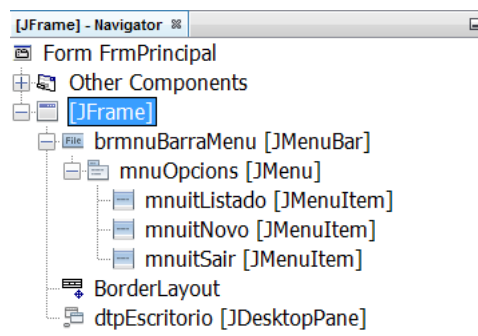 [JFrame] - Navigator
Form FrmPrincipal
Other Components
[JFrame]
File brmnuBarraMenu [JMenuBar]
mnuOpcions [JMenu]
mnuitListado [JMenuItem]
mnuitNovo [JMenuItem]
mnuitSair [JMenuItem]
BorderLayout
dtpEscritorio [JDesktopPane]